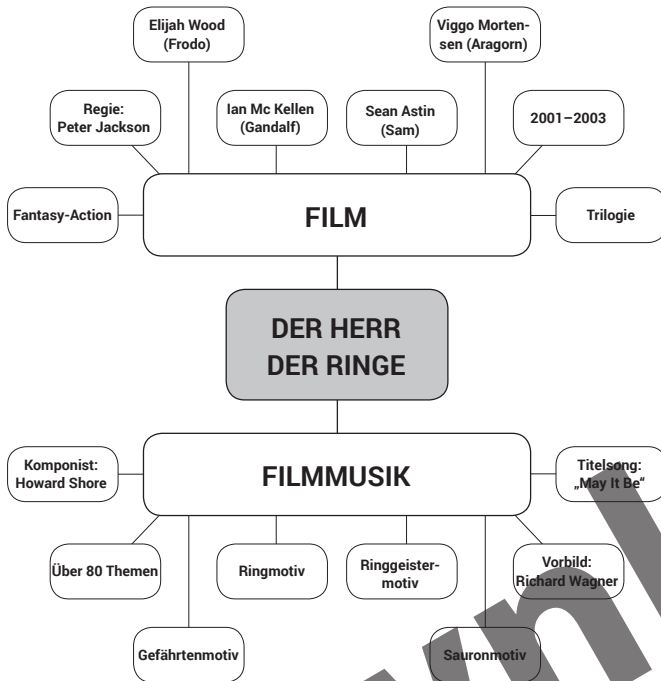 Elijah Wood
(Frodo)
Viggo Morten-
sen (Aragorn)
Regie:
Peter Jackson
Ian Mc Kellen
(Gandalf)
Sean Astin
(Sam)
2001–2003
Fantasy-Action
FILM
Trilogie
DER HERR
DER RINGE
Komponist:
Howard Shore
FILMMUSIK
Titelsong:
„May It Be“
Über 80 Themen
Ringmotiv
Ringgeister-
motiv
Vorbild:
Richard Wagner
Gefährtenmotiv
Sauronmotiv